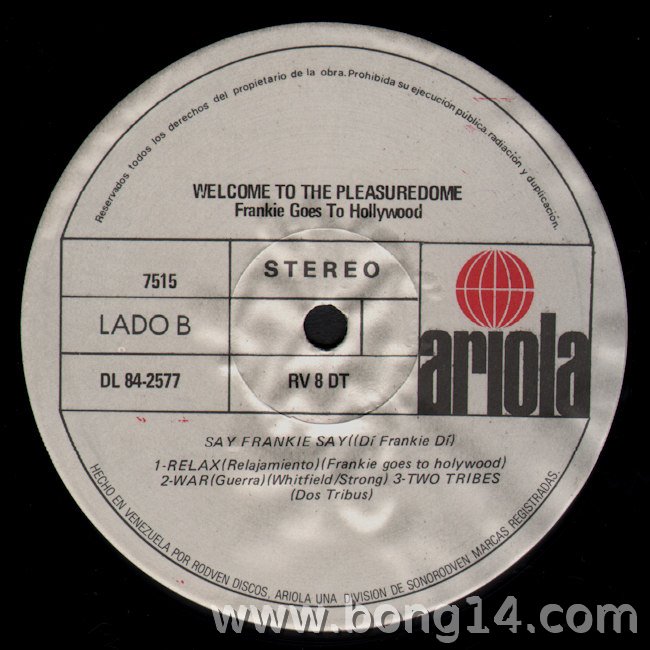 Reservados todos los derechos del propietario de la obra. Prohibida su ejecución pública, radiación y duplicación.
WELCOME TO THE PLEASUREDOME
Frankie Goes To Hollywood
7515
STEREO
LADO B
DL 84-2577
RV 8 DT
ariola
SAY FRANKIE SAY((Dí Frankie Dí)
1-RELAX(Relajamiento)(Frankie goes to holywood)
2-WAR(Guerra)(Whitfield/Strong) 3-TWO TRIBES
(Dos Tribus)
HECHO EN VENEZUELA POR RODVEN DISCOS, ARIOLA UNA DIVISION DE SONORODVEN MARCAS REGISTRADAS.
www.bong14.com